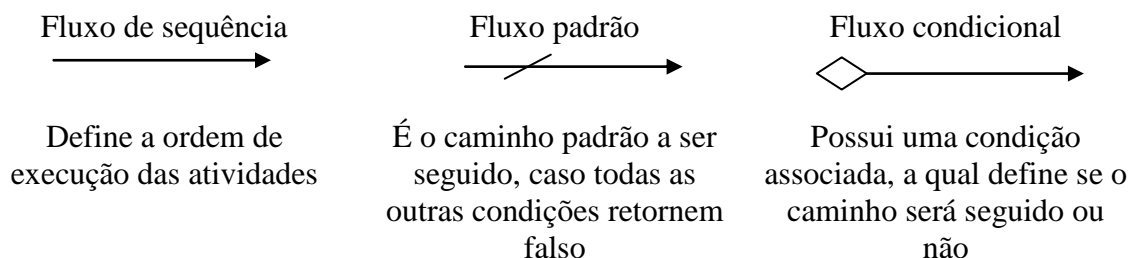 Fluxo de sequência
Define a ordem de
execução das atividades
Fluxo padrão
É o caminho padrão a ser
seguido, caso todas as
outras condições retornem
falso
Fluxo condicional
Possui uma condição
associada, a qual define se o
caminho será seguido ou
não